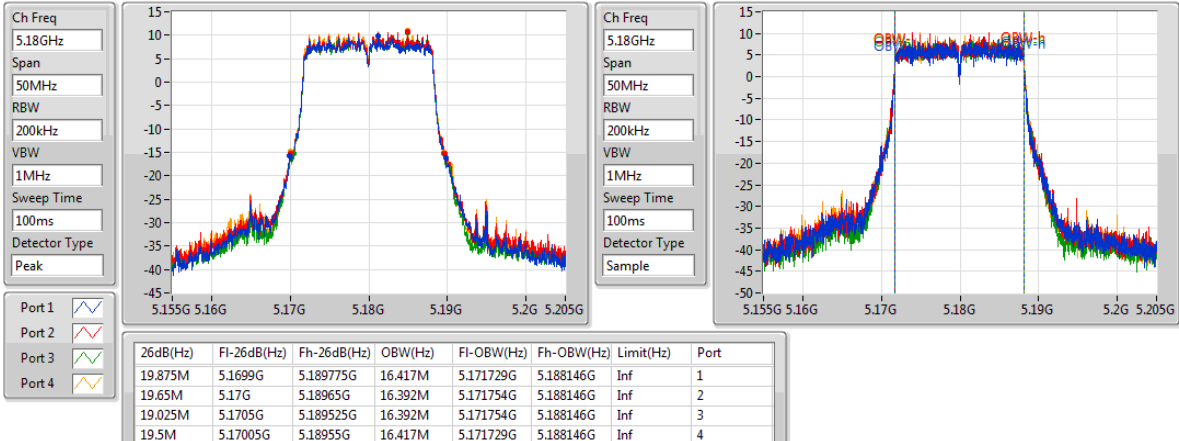 Ch Freq
5.18GHz
Span
50MHz
RBW
200kHz
VBW
1MHz
Sweep Time
100ms
Detector Type
Peak
15
10
5
0
-5
-10
-15
-20
-25
-30
-35
-40
-45
5.155G 5.16G 5.17G 5.18G 5.19G 5.2G 5.205G
Ch Freq
5.18GHz
Span
50MHz
RBW
200kHz
VBW
1MHz
Sweep Time
100ms
Detector Type
Sample
15
10
5
0
-5
-10
-15
-20
-25
-30
-35
-40
-45
-50
OBW-l OBW-h
5.155G 5.16G 5.17G 5.18G 5.19G 5.2G 5.205G
Port 1
Port 2
Port 3
Port 4
26dB(Hz) Fl-26dB(Hz) Fh-26dB(Hz) OBW(Hz) Fl-OBW(Hz) Fh-OBW(Hz) Limit(Hz) Port
19.875M 5.1699G 5.189775G 16.417M 5.171729G 5.188146G Inf 1
19.65M 5.17G 5.18965G 16.392M 5.171754G 5.188146G Inf 2
19.025M 5.1705G 5.189525G 16.392M 5.171754G 5.188146G Inf 3
19.5M 5.17005G 5.18955G 16.417M 5.171729G 5.188146G Inf 4